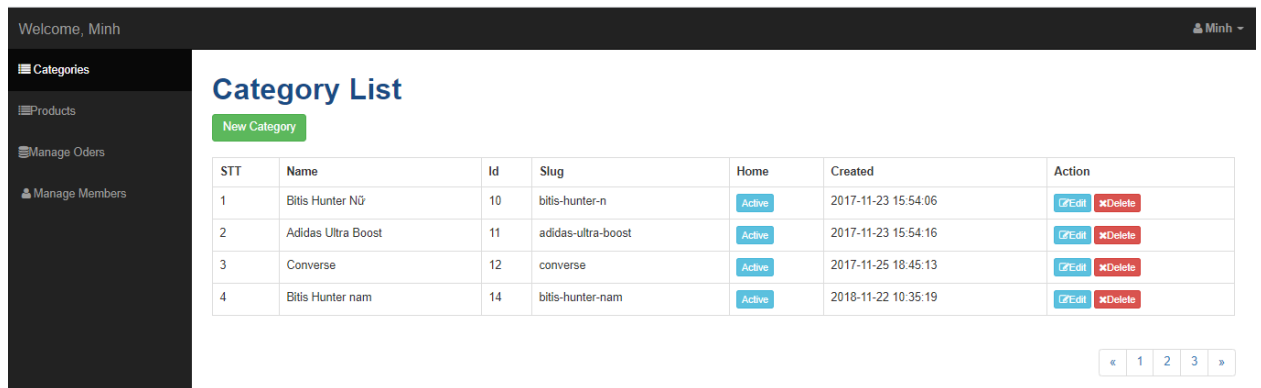 Welcome, Minh
Minh
Categories
Products
Manage Oders
Manage Members
Category List
New Category
STT Name Id Slug Home Created Action
1 Bitis Hunter Nữ 10 bitis-hunter-n Active 2017-11-23 15:54:06 Edit Delete
2 Adidas Ultra Boost 11 adidas-ultra-boost Active 2017-11-23 15:54:16 Edit Delete
3 Converse 12 converse Active 2017-11-25 18:45:13 Edit Delete
4 Bitis Hunter nam 14 bitis-hunter-nam Active 2018-11-22 10:35:19 Edit Delete
« 1 2 3 »